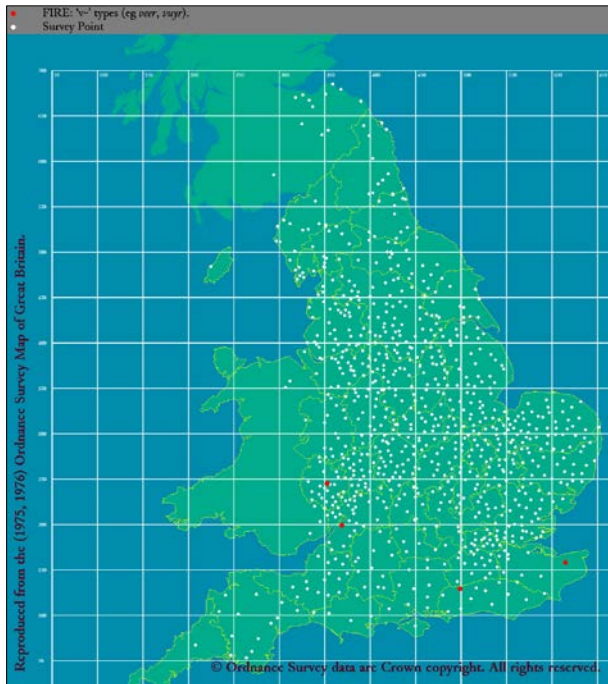 FIRE: 'v-' types (eg veer, vuyr).
Survey Point
Reproduced from the (1975, 1976) Ordnance Survey Map of Great Britain.
© Ordnance Survey data are Crown copyright. All rights reserved.